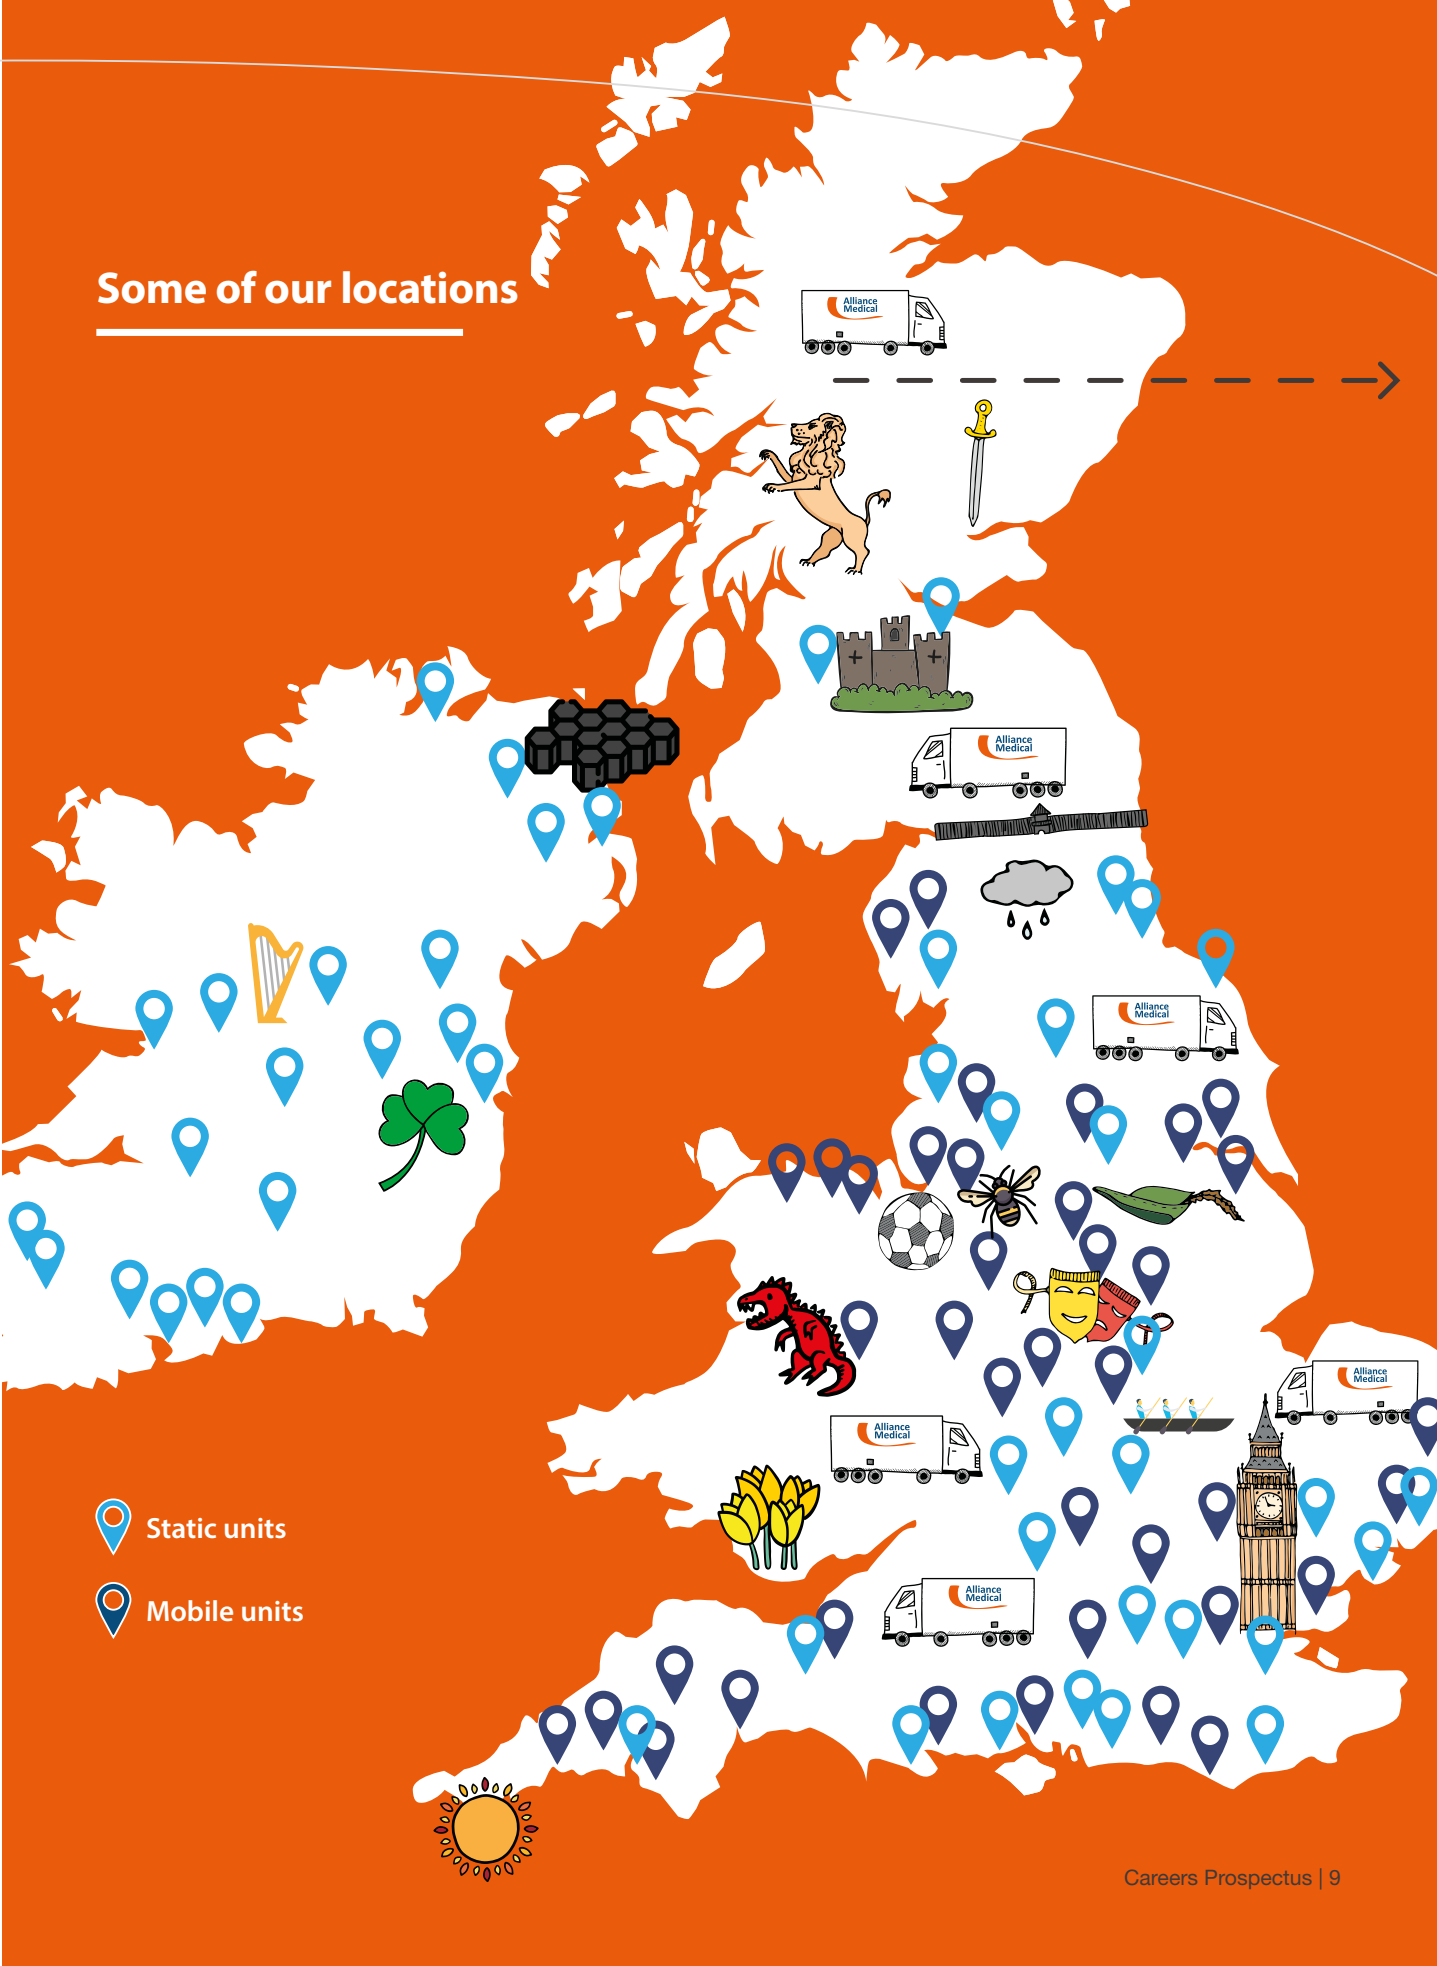 Some of our locations
Alliance
Medical
Alliance
Medical
Alliance
Medical
Alliance
Medical
Alliance
Medical
Alliance
Medical
Static units
Mobile units
Careers Prospectus | 9